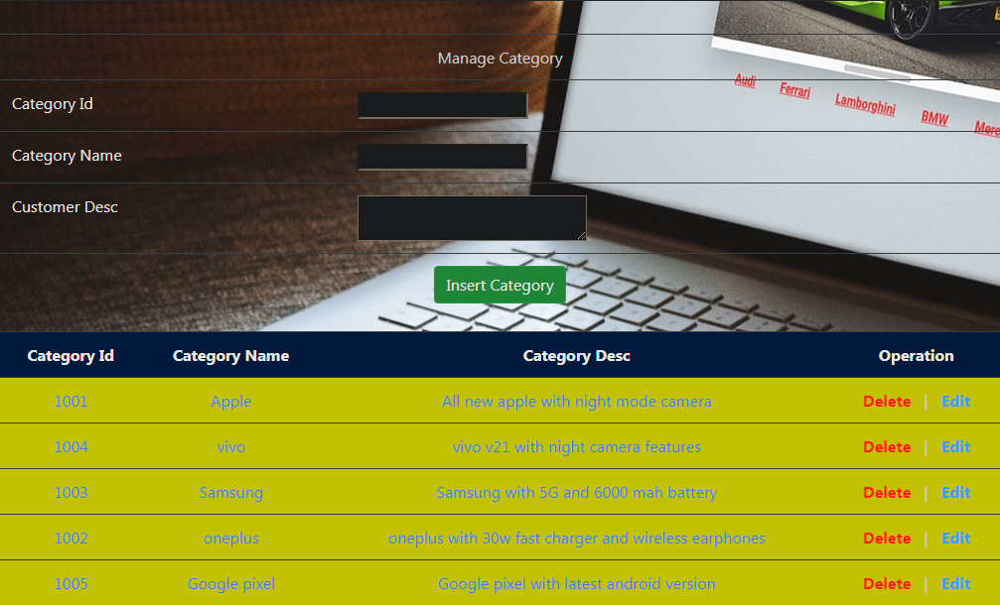 Audi Ferrari Lamborghini BMW
Manage Category
Category Id
Category Name
Customer Desc
Insert Category
Category Id Category Name Category Desc Operation
1001 Apple All new apple with night mode camera Delete | Edit
1004 vivo vivo v21 with night camera features Delete | Edit
1003 Samsung Samsung with 5G and 6000 mah battery Delete | Edit
1002 oneplus oneplus with 30w fast charger and wireless earphones Delete | Edit
1005 Google pixel Google pixel with latest android version Delete | Edit